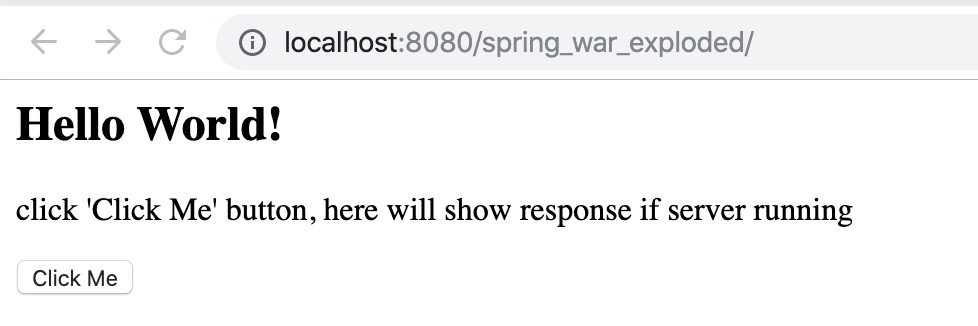 localhost:8080/spring_war_exploded/
Hello World!
click 'Click Me' button, here will show response if server running
Click Me